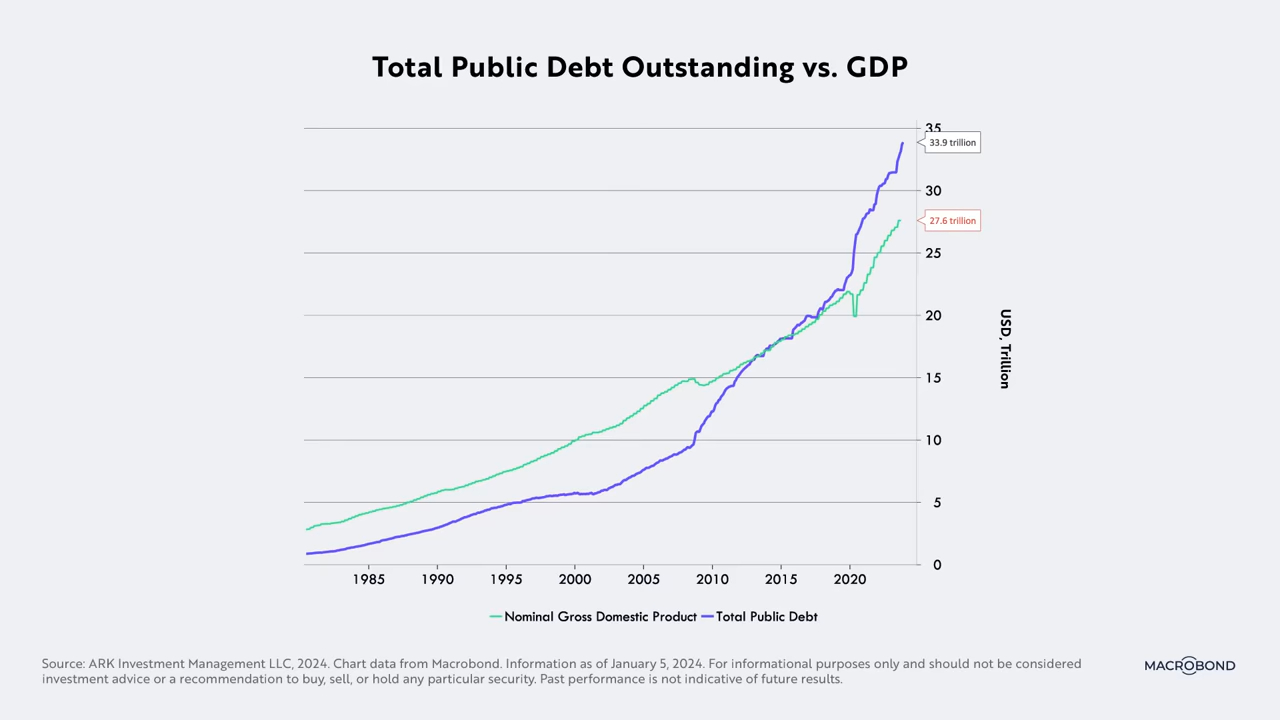 Total Public Debt Outstanding vs. GDP
35
33.9 trillion
30
27.6 trillion
25
20
15
10
5
0
USD, Trillion
1985 1990 1995 2000 2005 2010 2015 2020
Nominal Gross Domestic Product Total Public Debt
Source: ARK Investment Management LLC, 2024. Chart data from Macrobond. Information as of January 5, 2024. For informational purposes only and should not be considered
investment advice or a recommendation to buy, sell, or hold any particular security. Past performance is not indicative of future results.
MACROBOND